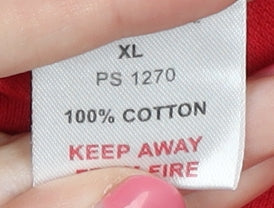 XL
PS 1270
100% COTTON
KEEP AWAY
FIRE